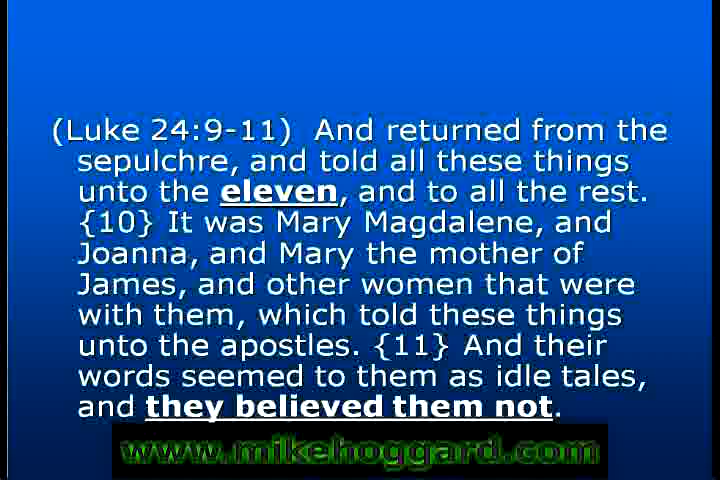 (Luke 24:9-11)  And returned from the
sepulchre, and told all these things
unto the eleven, and to all the rest.
{10} It was Mary Magdalene, and
Joanna, and Mary the mother of
James, and other women that were
with them, which told these things
unto the apostles. {11} And their
words seemed to them as idle tales,
and they believed them not.
www.mikehoggard.com